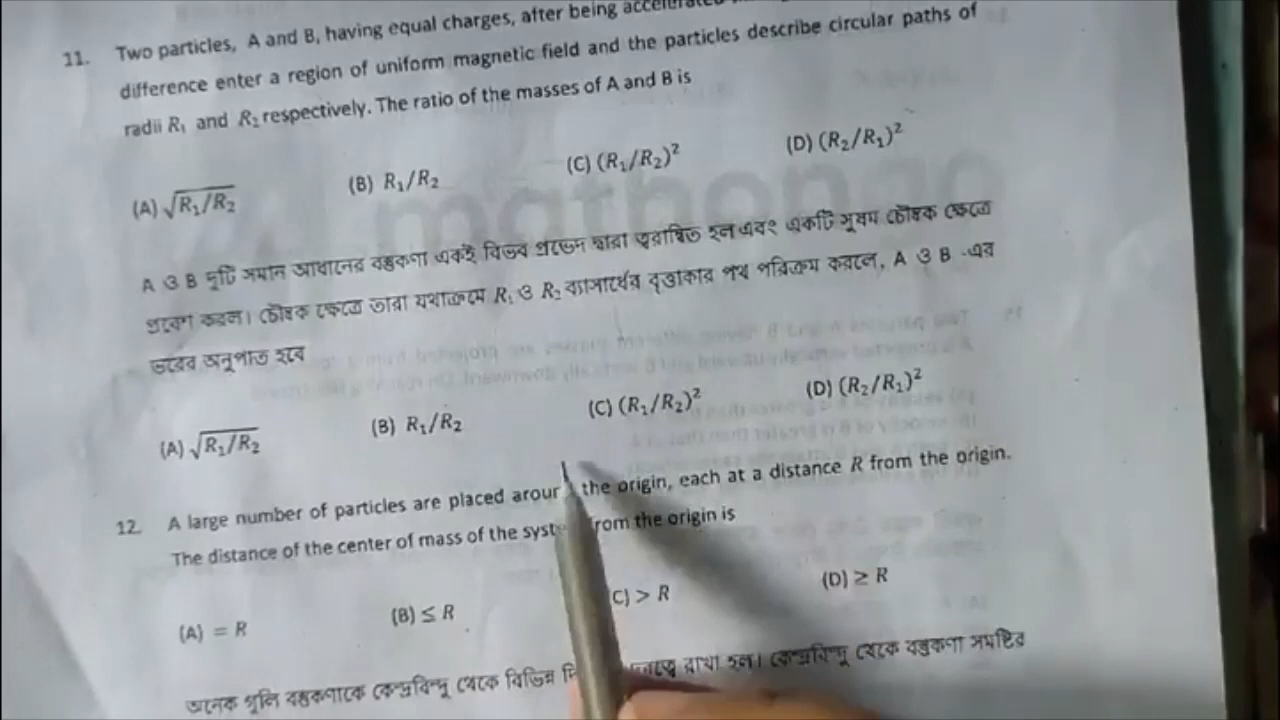 11. Two particles, A and B, having equal charges, after being accelerated
difference enter a region of uniform magnetic field and the particles describe circular paths of
radii R₁ and R₂ respectively. The ratio of the masses of A and B is
(A) √R₁/R₂ (B) R₁/R₂ (C) (R₁/R₂)² (D) (R₂/R₁)²
A ও B দুটি সমান আধানের বস্তুকণা একই বিভব প্রভেদ দ্বারা ত্বরান্বিত হল এবং একটি সুষম চৌম্বক ক্ষেত্রে
প্রবেশ করল। চৌম্বক ক্ষেত্রে তারা যথাক্রমে R₁ ও R₂ ব্যাসার্ধের বৃত্তাকার পথ পরিক্রম করলে, A ও B -এর
ভরের অনুপাত হবে
(A) √R₁/R₂ (B) R₁/R₂ (C) (R₁/R₂)² (D) (R₂/R₁)²
12. A large number of particles are placed the origin, each at a distance R from the origin.
The distance of the center of mass of the from the origin is
(A) = R (B) ≤ R C) > R (D) ≥ R
অনেক গুলি বস্তুকণাকে কেন্দ্রবিন্দু থেকে বিভিন্ন রাখা হল। কেন্দ্রবিন্দু থেকে বস্তুকণা সমষ্টির
mathongo